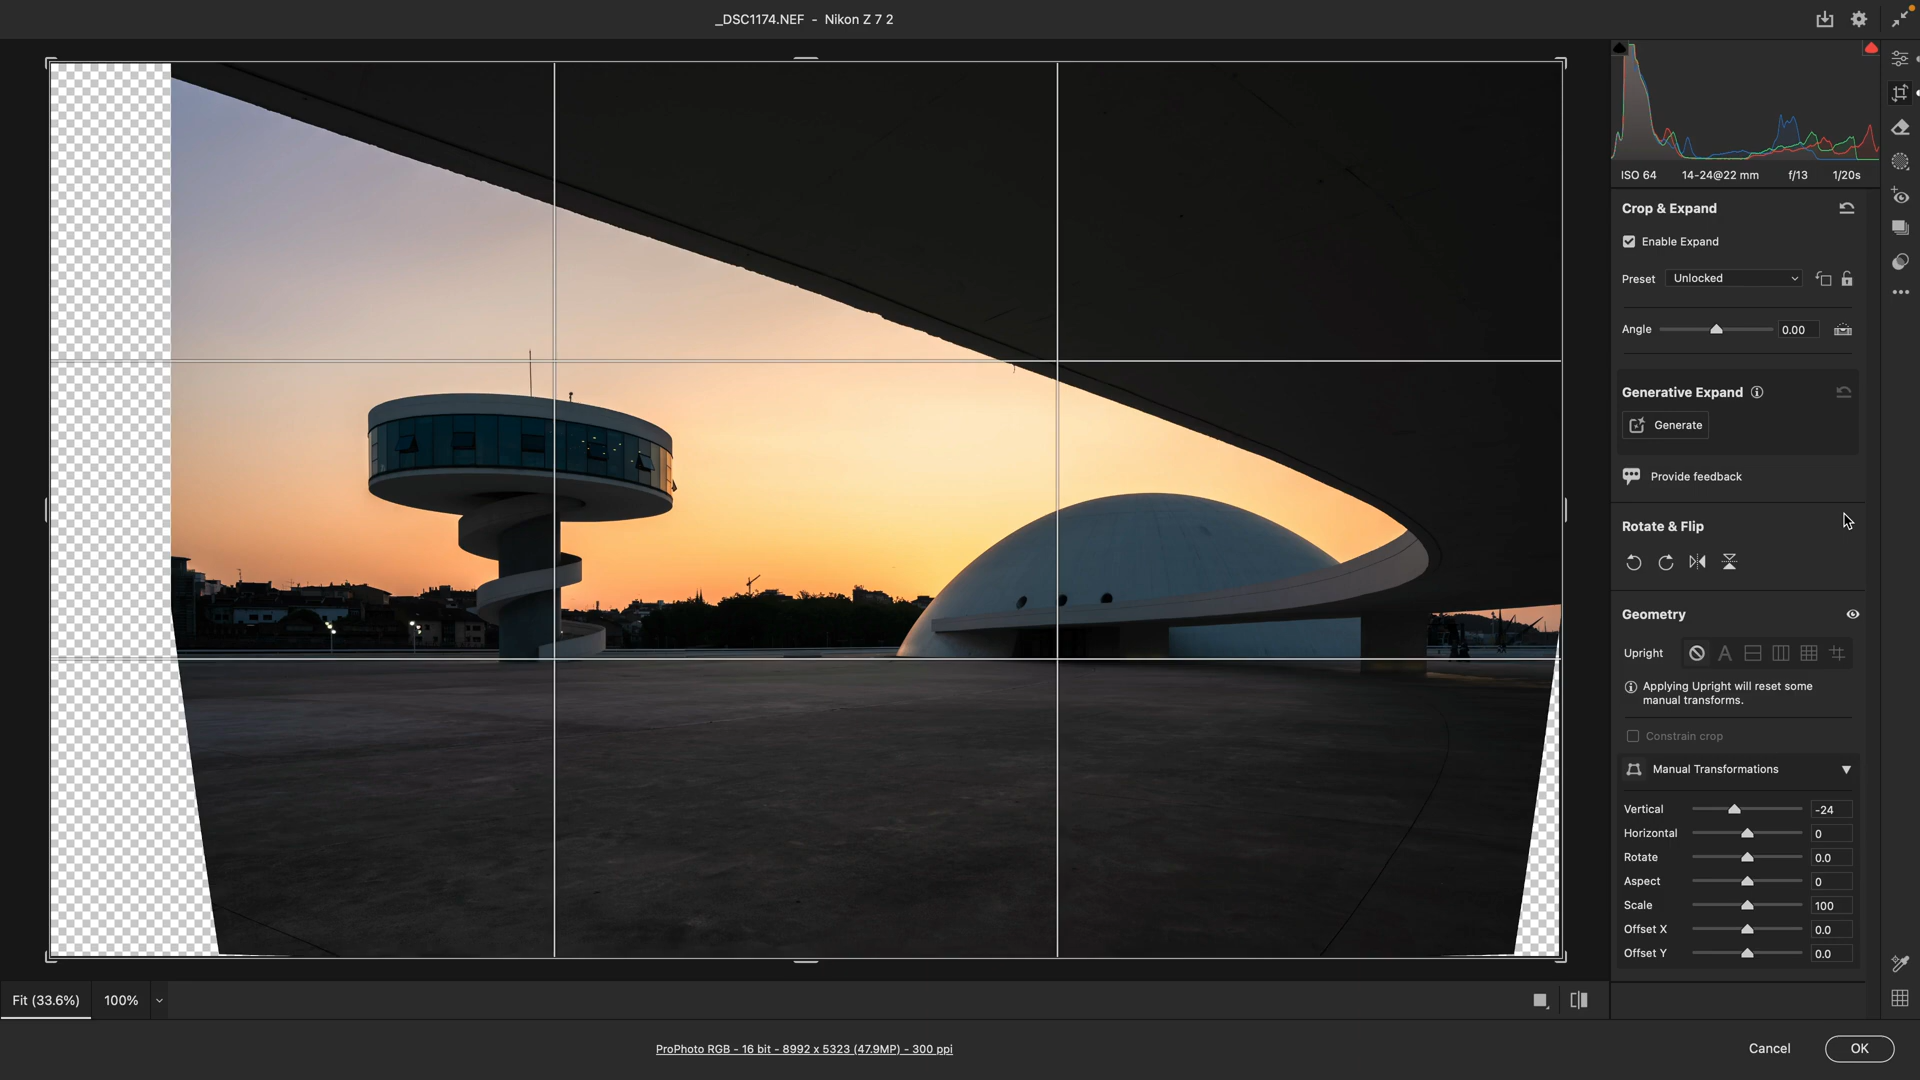 _DSC1174.NEF - Nikon Z 7 2
ISO 64 14-24@22 mm f/13 1/20s
Crop & Expand
Enable Expand
Preset Unlocked
Angle 0.00
Generative Expand
Generate
Provide feedback
Rotate & Flip
Geometry
Upright
Applying Upright will reset some
manual transforms.
Constrain crop
Manual Transformations
Vertical -24
Horizontal 0
Rotate 0.0
Aspect 0
Scale 100
Offset X 0.0
Offset Y 0.0
Fit (33.6%) 100%
ProPhoto RGB - 16 bit - 8992 x 5323 (47.9MP) - 300 ppi
Cancel OK